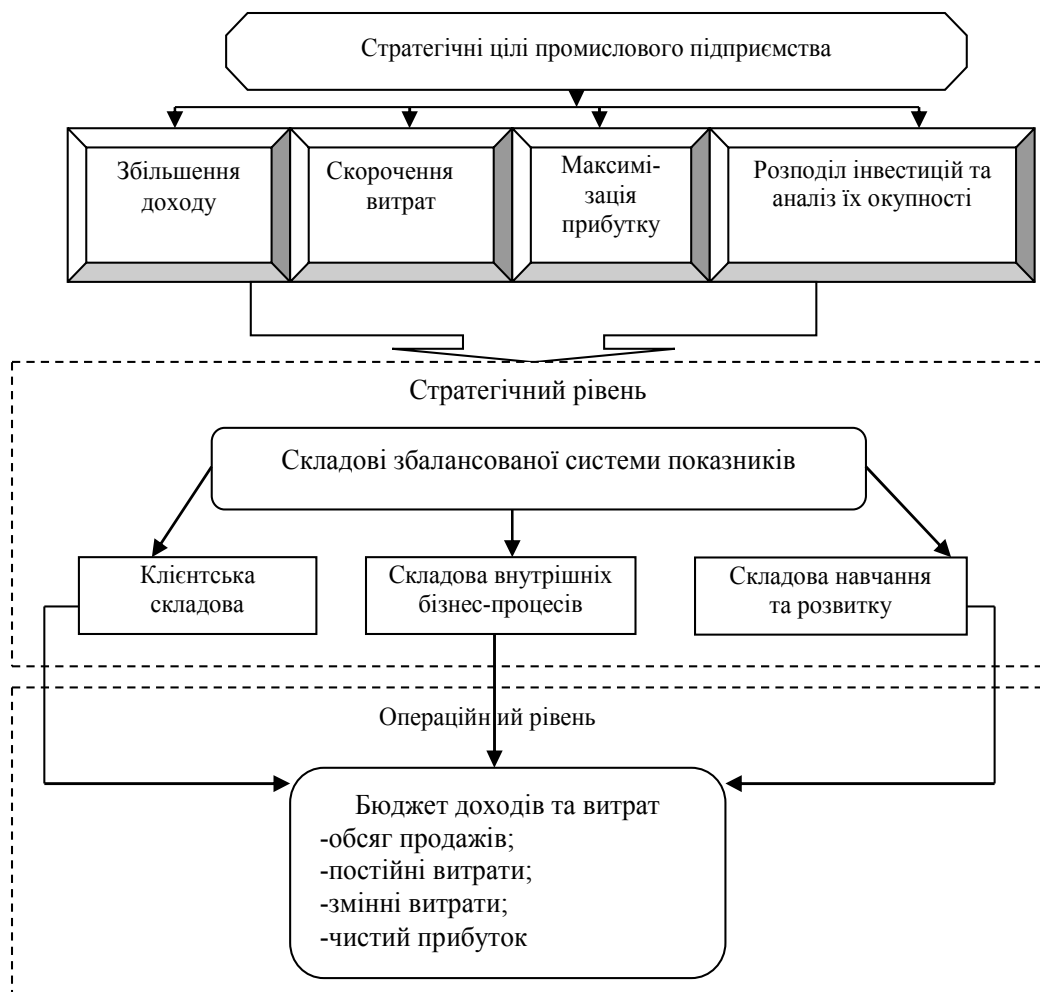 Стратегічні цілі промислового підприємства
Збільшення
доходу
Скорочення
витрат
Максимі-
зація
прибутку
Розподіл інвестицій та
аналіз їх окупності
Стратегічний рівень
Складові збалансованої системи показників
Клієнтська
складова
Складова внутрішніх
бізнес-процесів
Складова навчання
та розвитку
Операційний рівень
Бюджет доходів та витрат
-обсяг продажів;
-постійні витрати;
-змінні витрати;
-чистий прибуток